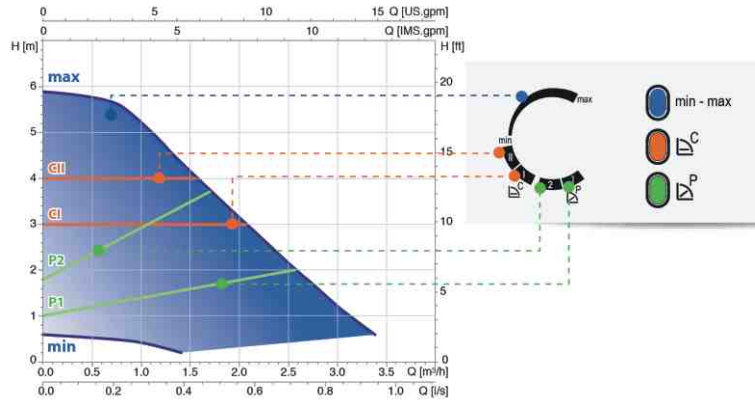 0 5 10 15 Q [US.gpm]
0 5 10 Q [IMS.gpm]
H [m] H [ft]
max
6 20
5
15
CII
4
CI
3 10
P2
2
P1 5
1
min
0 0
0.0 0.5 1.0 1.5 2.0 2.5 3.0 3.5 Q [m³/h]
0.0 0.2 0.4 0.6 0.8 1.0 Q [l/s]
max
min
II
I
C
2
I
P
min - max
C
P